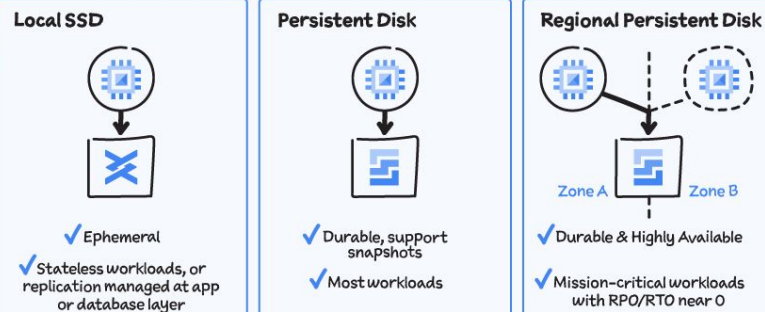 Local SSD
Ephemeral
Stateless workloads, or
replication managed at app
or database layer
Persistent Disk
Durable, support
snapshots
Most workloads
Regional Persistent Disk
Zone A
Zone B
Durable & Highly Available
Mission-critical workloads
with RPO/RTO near 0